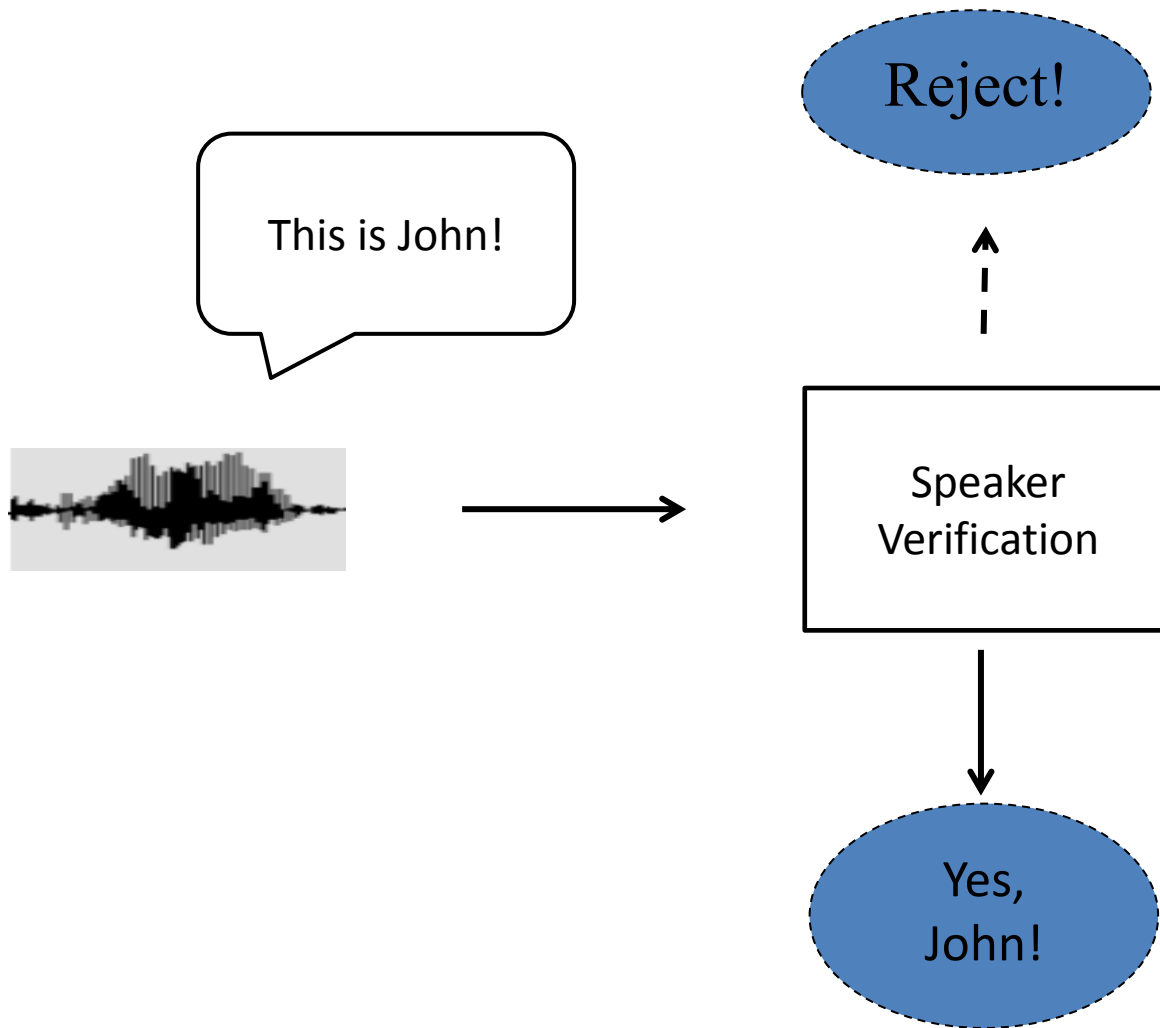 Reject!
This is John!
Speaker
Verification
Yes,
John!